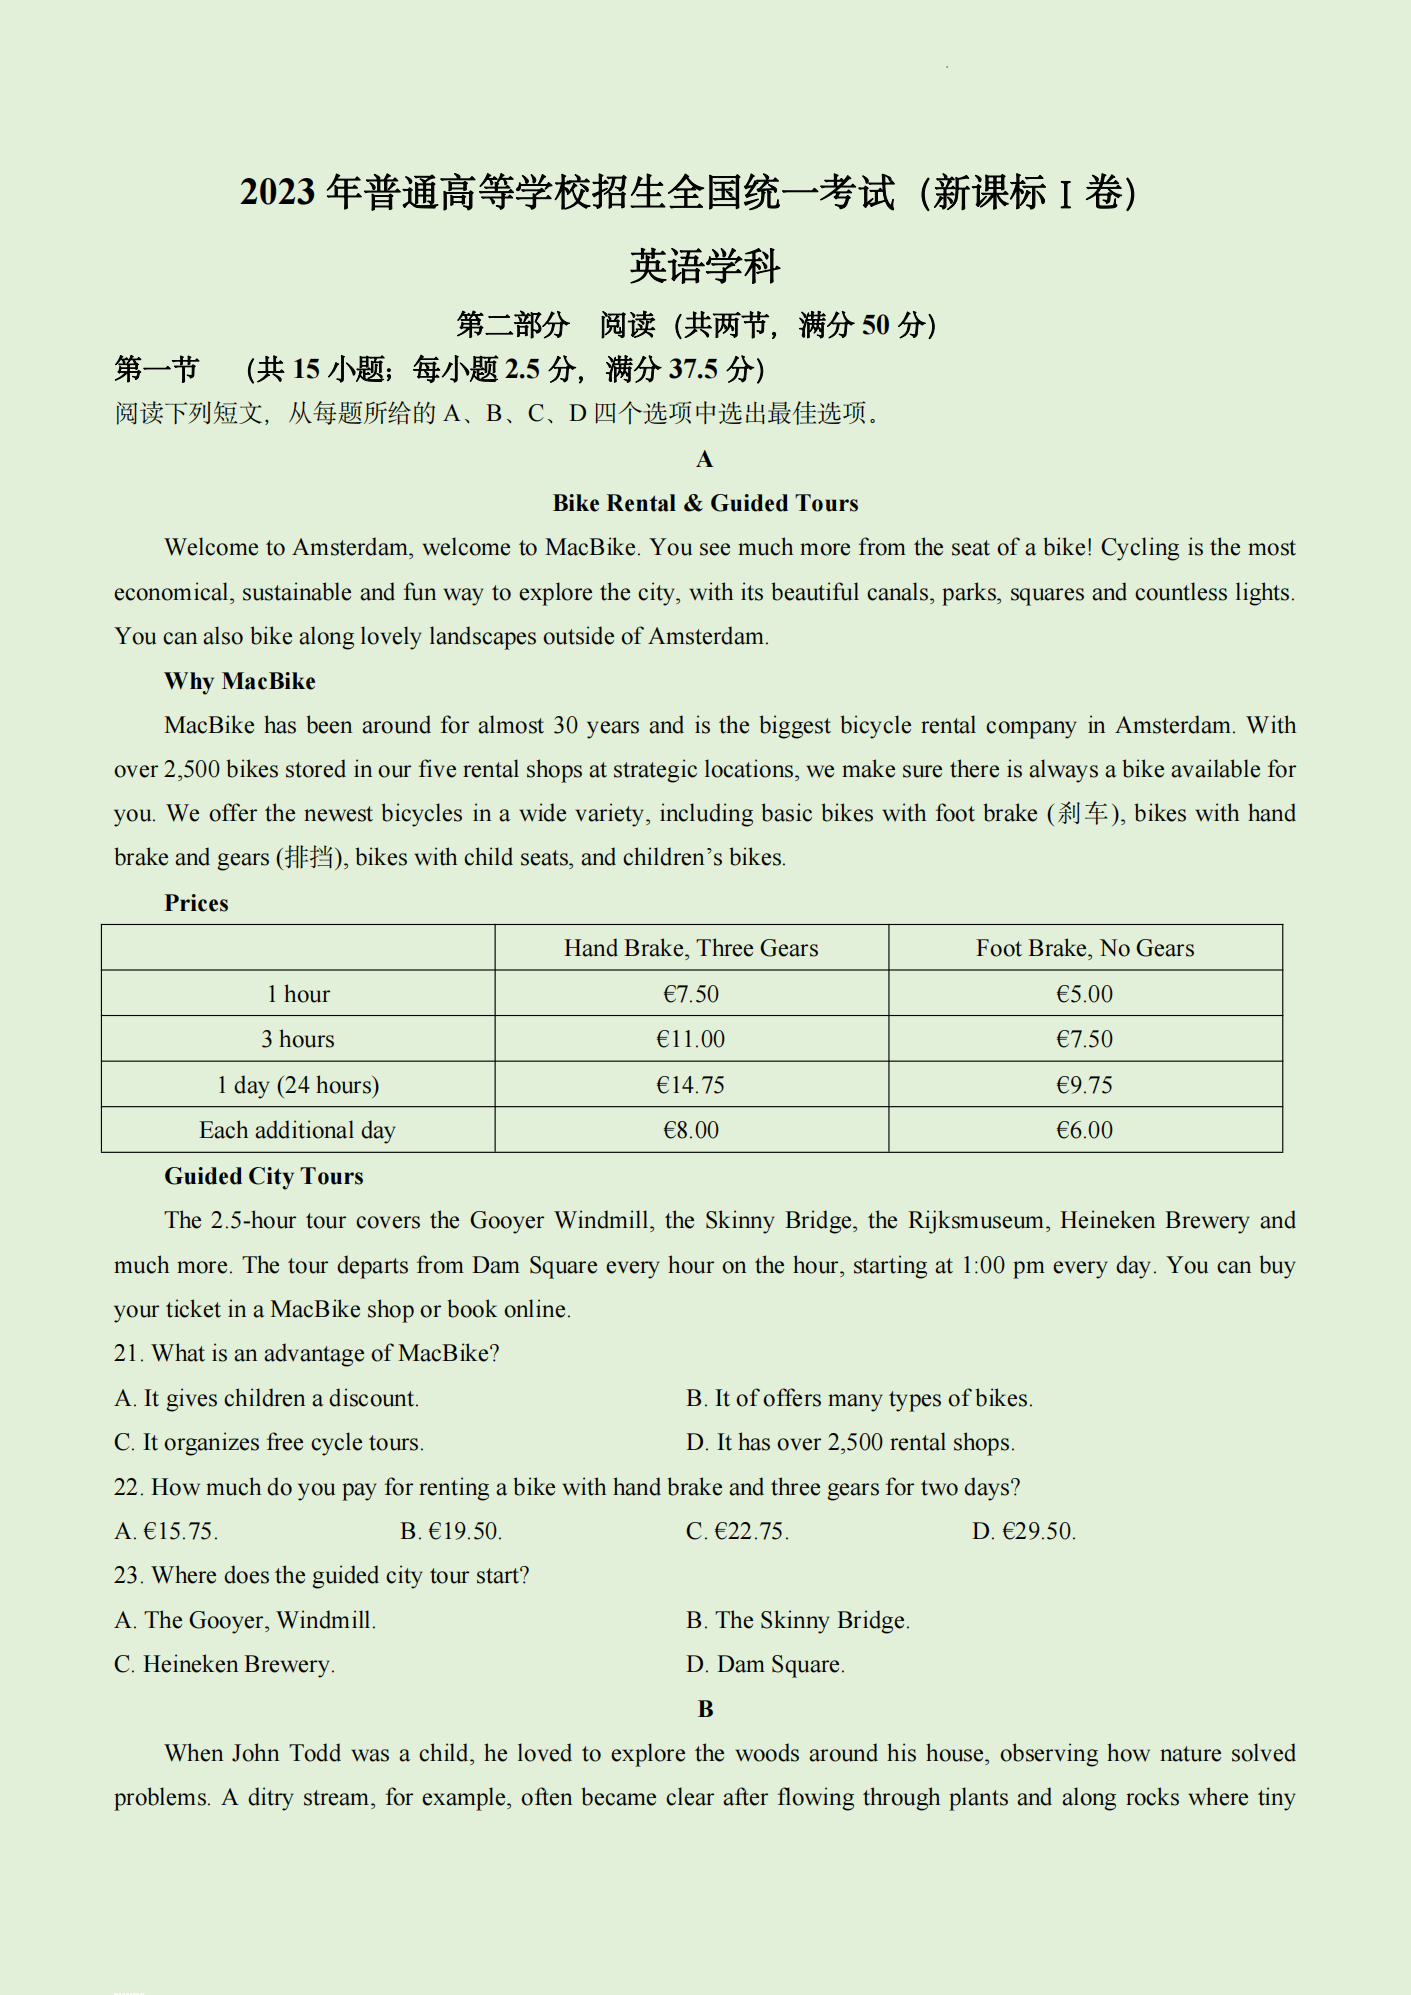 2023 年普通高等学校招生全国统一考试（新课标 I 卷）
英语学科
第二部分 阅读（共两节，满分 50 分）
第一节 （共 15 小题；每小题 2.5 分，满分 37.5 分）
阅读下列短文，从每题所给的 A、B、C、D 四个选项中选出最佳选项。
A
Bike Rental & Guided Tours
Welcome to Amsterdam, welcome to MacBike. You see much more from the seat of a bike! Cycling is the most
economical, sustainable and fun way to explore the city, with its beautiful canals, parks, squares and countless lights.
You can also bike along lovely landscapes outside of Amsterdam.
Why MacBike
MacBike has been around for almost 30 years and is the biggest bicycle rental company in Amsterdam. With
over 2,500 bikes stored in our five rental shops at strategic locations, we make sure there is always a bike available for
you. We offer the newest bicycles in a wide variety, including basic bikes with foot brake (刹车), bikes with hand
brake and gears (排挡), bikes with child seats, and children's bikes.
Prices
Hand Brake, Three Gears Foot Brake, No Gears
1 hour €7.50 €5.00
3 hours €11.00 €7.50
1 day (24 hours) €14.75 €9.75
Each additional day €8.00 €6.00
Guided City Tours
The 2.5-hour tour covers the Gooyer Windmill, the Skinny Bridge, the Rijksmuseum, Heineken Brewery and
much more. The tour departs from Dam Square every hour on the hour, starting at 1:00 pm every day. You can buy
your ticket in a MacBike shop or book online.
21. What is an advantage of MacBike?
A. It gives children a discount. B. It of offers many types of bikes.
C. It organizes free cycle tours. D. It has over 2,500 rental shops.
22. How much do you pay for renting a bike with hand brake and three gears for two days?
A. €15.75. B. €19.50. C. €22.75. D. €29.50.
23. Where does the guided city tour start?
A. The Gooyer, Windmill. B. The Skinny Bridge.
C. Heineken Brewery. D. Dam Square.
B
When John Todd was a child, he loved to explore the woods around his house, observing how nature solved
problems. A ditry stream, for example, often became clear after flowing through plants and along rocks where tiny